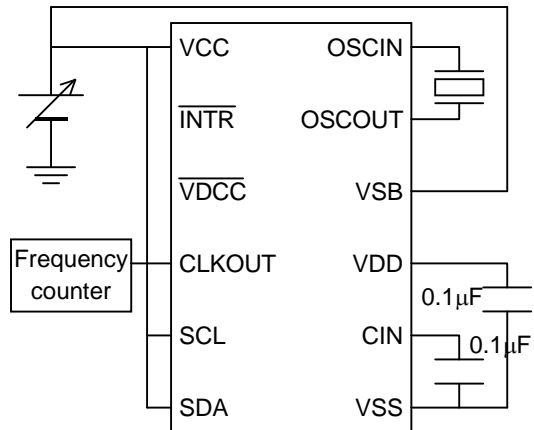 VCC OSCIN
INTR OSCOUT
VDCC VSB
Frequency
counter
CLKOUT VDD
0.1μF
SCL CIN
0.1μF
SDA VSS